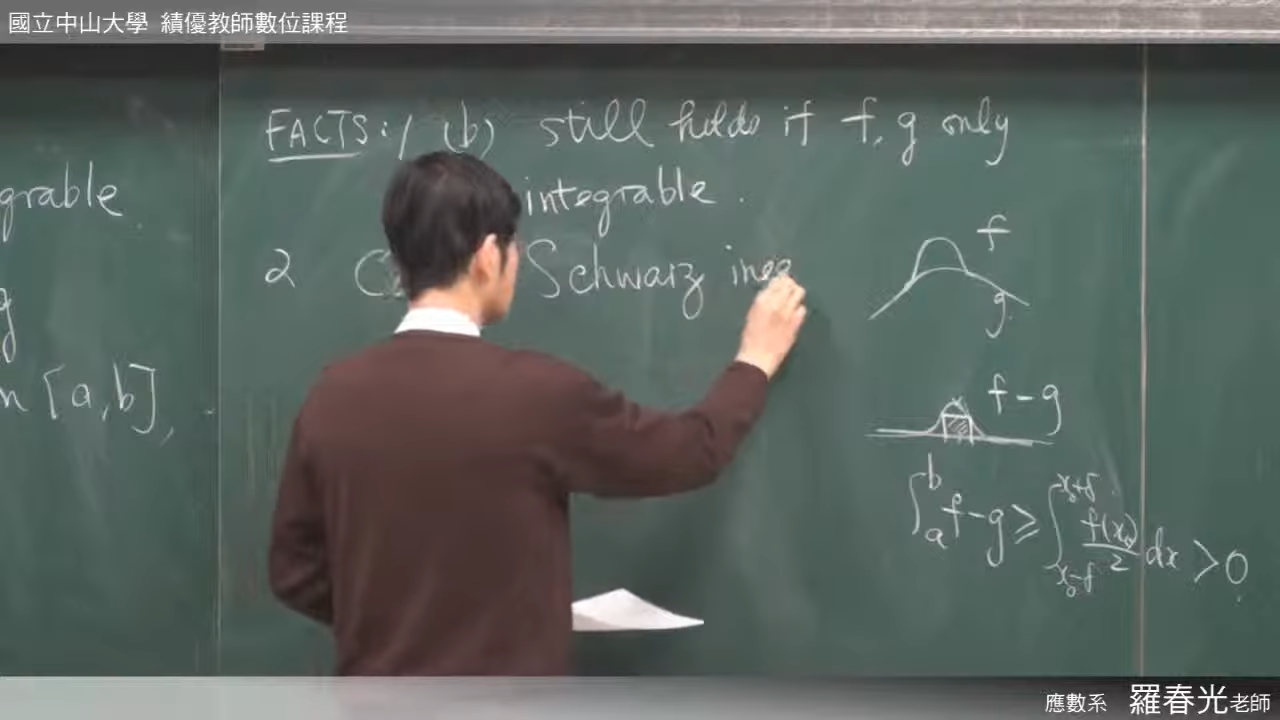 國立中山大學 績優教師數位課程
FACTS: 1 (b) still holds if f, g only
integrable.
2 Schwarz ineq
grable.
g
n [a,b],
f
g
f-g
∫_a^b f-g ≥ ∫_{x₀-δ}^{x₀+δ} f(x₀)/2 dx > 0
應數系 羅春光老師